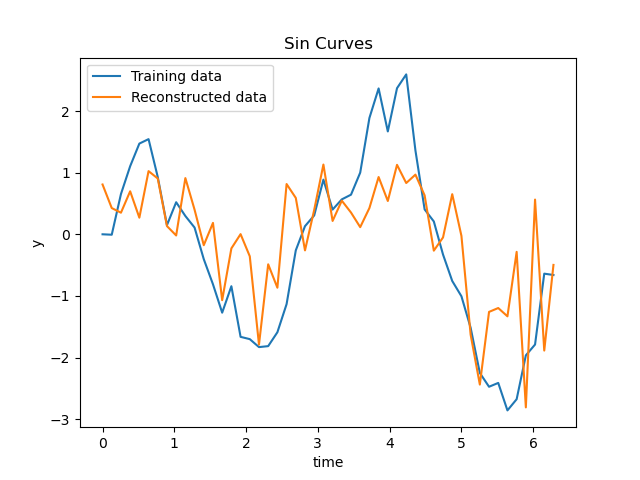 Sin Curves
Training data
Reconstructed data
y
2
1
0
−1
−2
−3
0 1 2 3 4 5 6
time